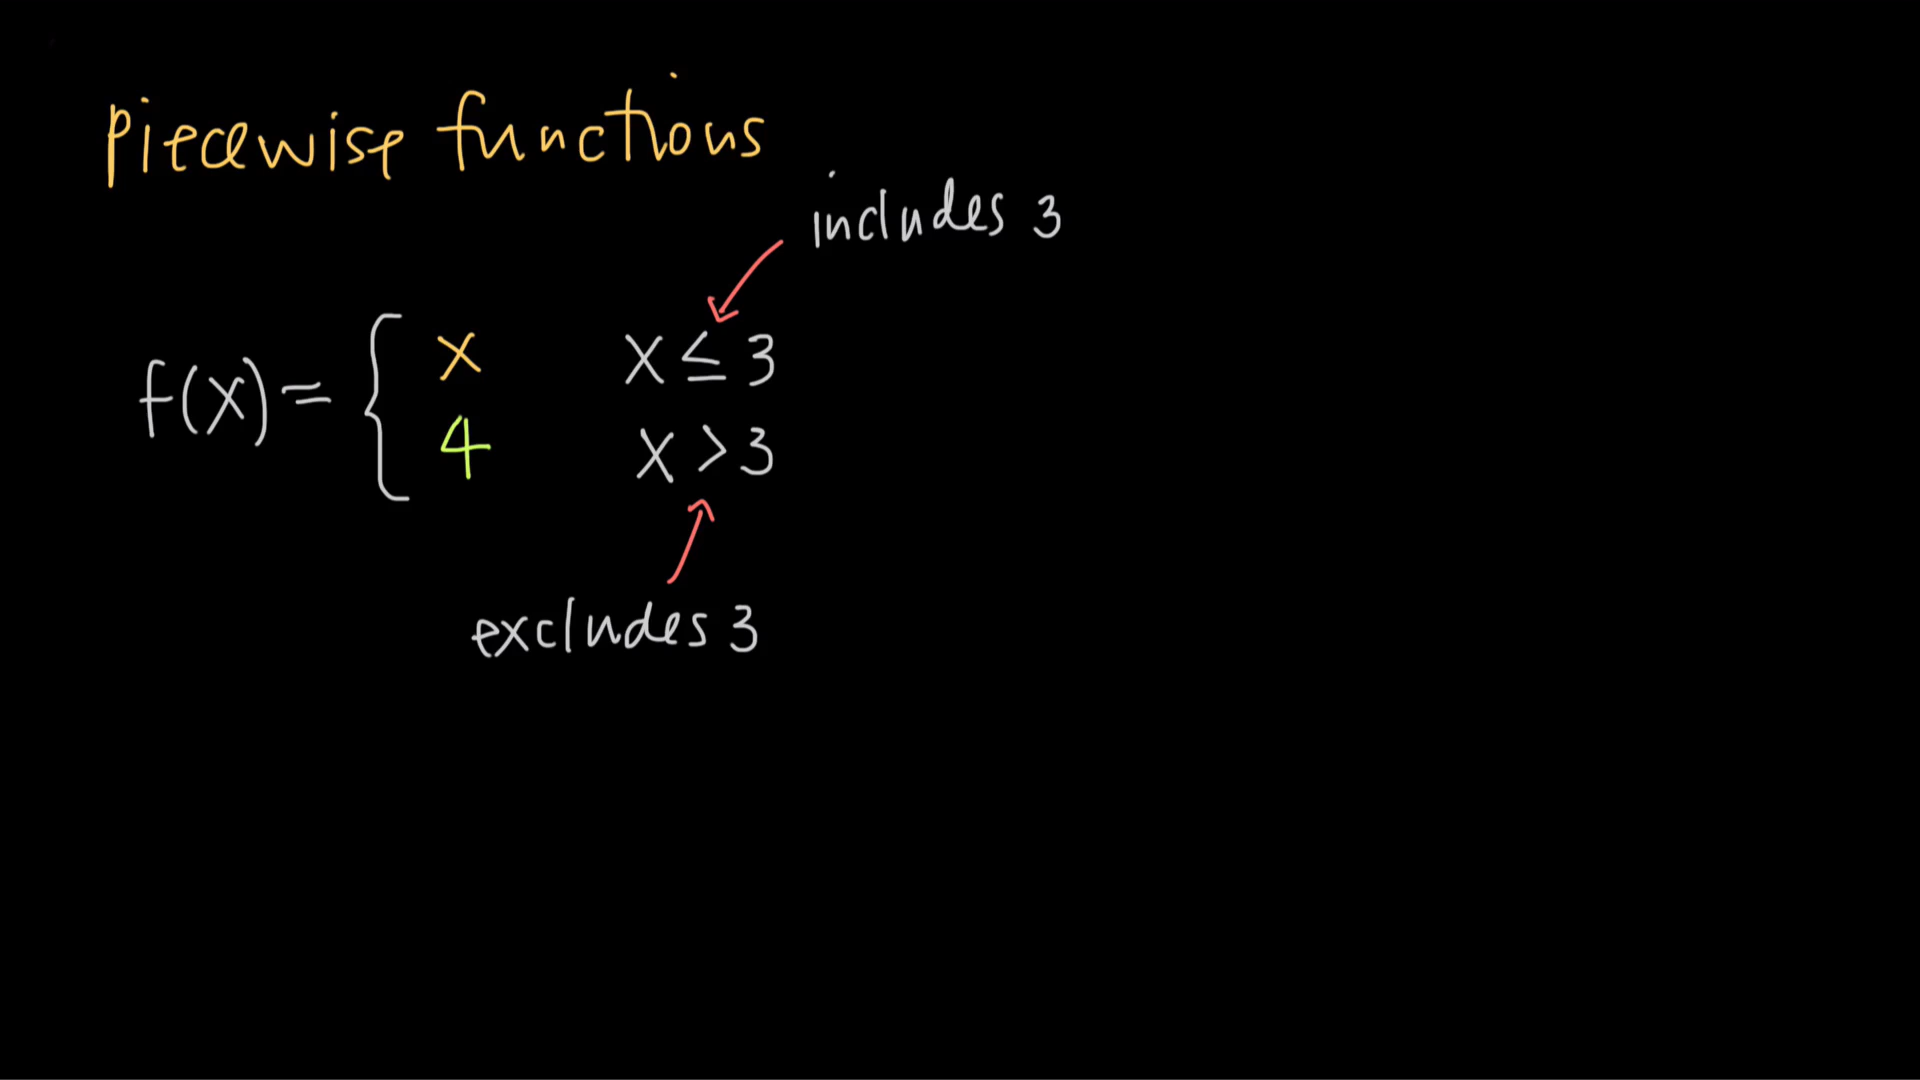 piecewise functions
includes 3
f(x) = { x x ≤ 3
4 x > 3
excludes 3